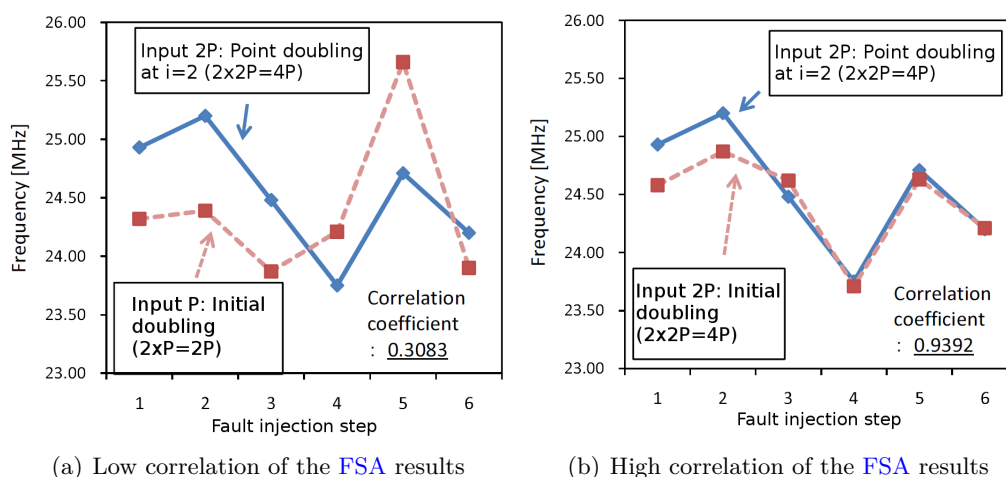 26.00
25.50
25.00
24.50
24.00
23.50
23.00
Frequency [MHz]
Input 2P: Point doubling
at i=2 (2x2P=4P)
Input P: Initial
doubling
(2xP=2P)
Correlation
coefficient
: 0.3083
1 2 3 4 5 6
Fault injection step
(a) Low correlation of the FSA results
26.00
25.50
25.00
24.50
24.00
23.50
23.00
Frequency [MHz]
Input 2P: Point doubling
at i=2 (2x2P=4P)
Input 2P: Initial
doubling
(2x2P=4P)
Correlation
coefficient
: 0.9392
1 2 3 4 5 6
Fault injection step
(b) High correlation of the FSA results